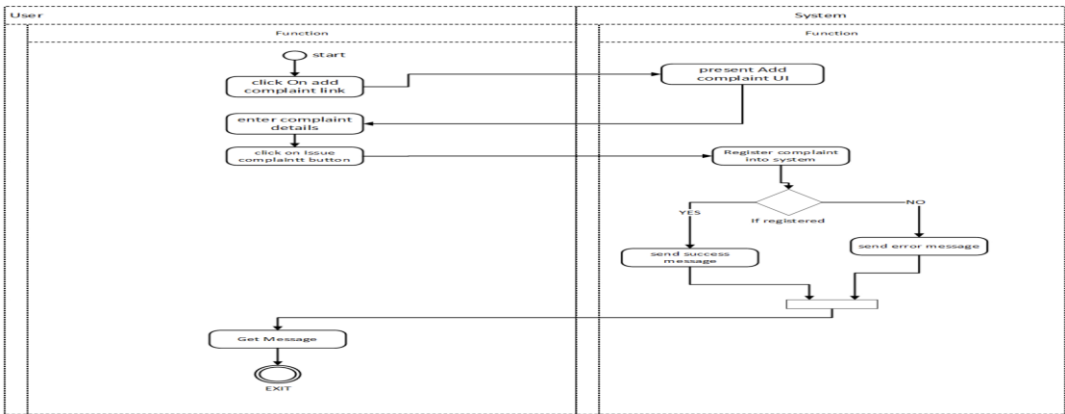 User
System
Function
Function
start
click On add
complaint link
present Add
complaint UI
enter complaint
details
click on Issue
complaintt button
Register complaint
into system
YES
NO
If registered
send success
message
send error message
Get Message
EXIT